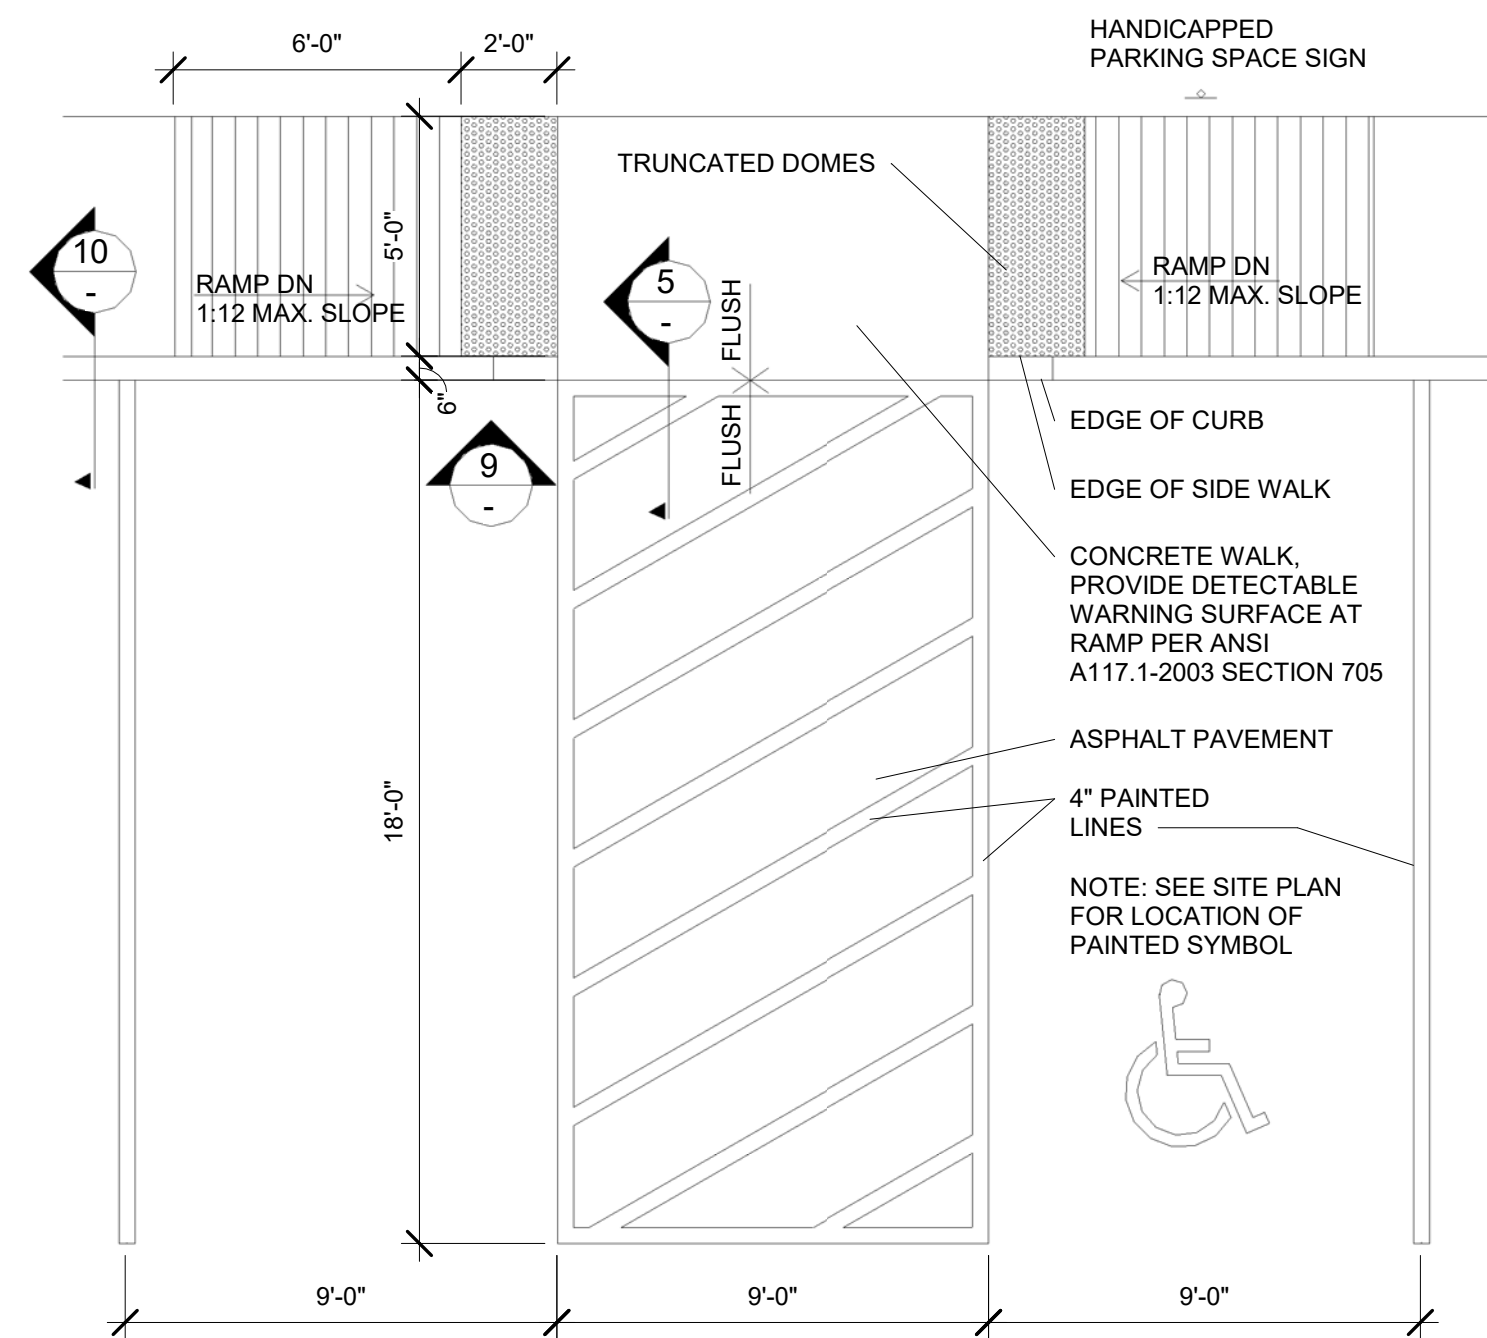 6'-0"
2'-0"
HANDICAPPED
PARKING SPACE SIGN
TRUNCATED DOMES
5'-0"
10
-
RAMP DN
1:12 MAX. SLOPE
5
-
FLUSH
FLUSH
RAMP DN
1:12 MAX. SLOPE
6"
9
-
EDGE OF CURB
EDGE OF SIDE WALK
CONCRETE WALK,
PROVIDE DETECTABLE
WARNING SURFACE AT
RAMP PER ANSI
A117.1-2003 SECTION 705
ASPHALT PAVEMENT
4" PAINTED
LINES
18'-0"
NOTE: SEE SITE PLAN
FOR LOCATION OF
PAINTED SYMBOL
9'-0"
9'-0"
9'-0"